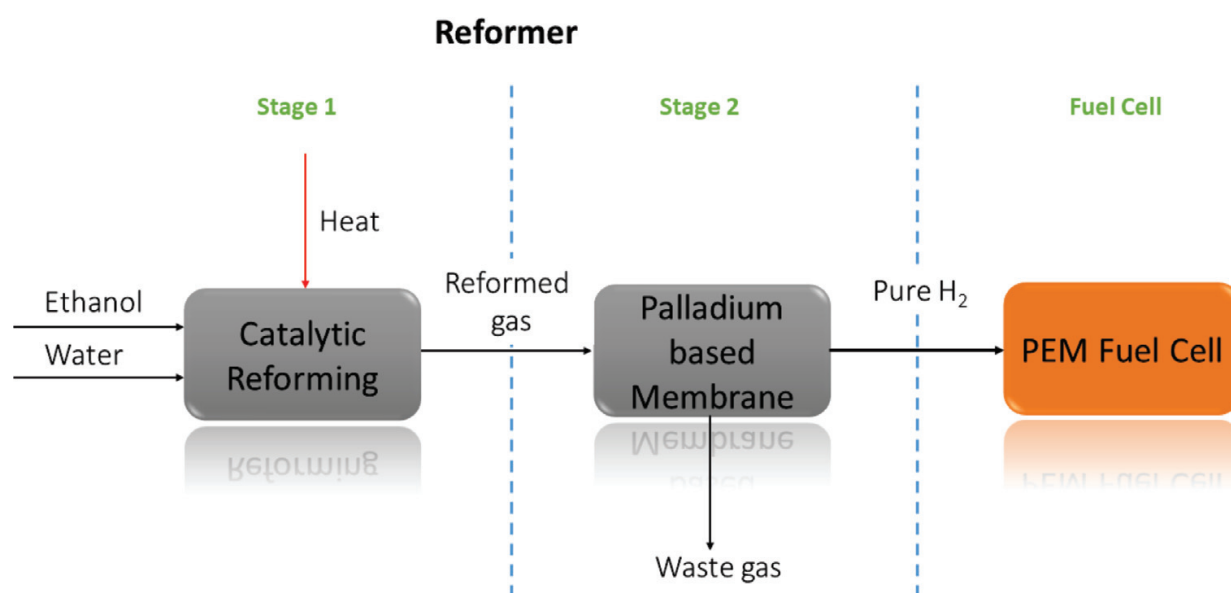 Reformer
Stage 1
Stage 2
Fuel Cell
Heat
Ethanol
Water
Catalytic
Reforming
Reformed
gas
Palladium
based
Membrane
Pure H₂
PEM Fuel Cell
Waste gas